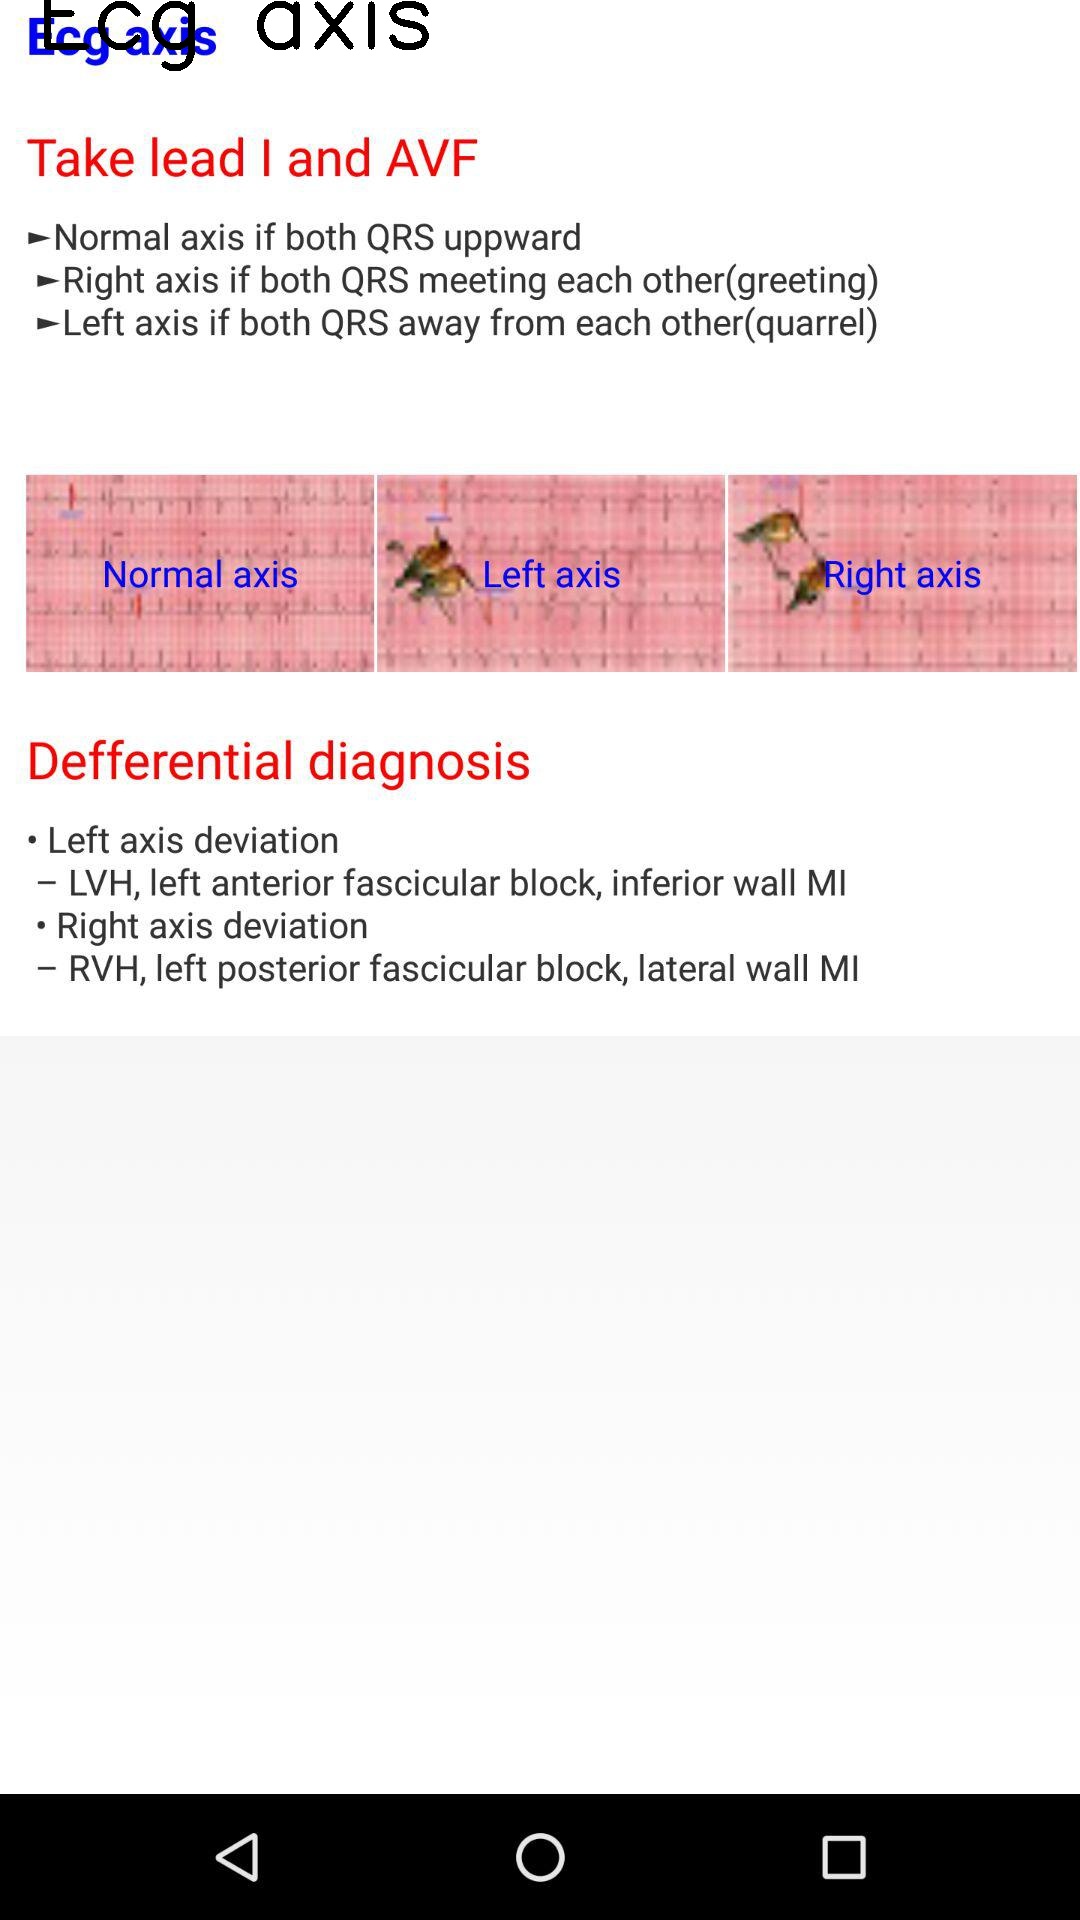 Ecg axis
Ecg axis
Take lead I and AVF
►Normal axis if both QRS uppward
►Right axis if both QRS meeting each other(greeting)
►Left axis if both QRS away from each other(quarrel)
Normal axis
Left axis
Right axis
Defferential diagnosis
• Left axis deviation
– LVH, left anterior fascicular block, inferior wall MI
• Right axis deviation
– RVH, left posterior fascicular block, lateral wall MI